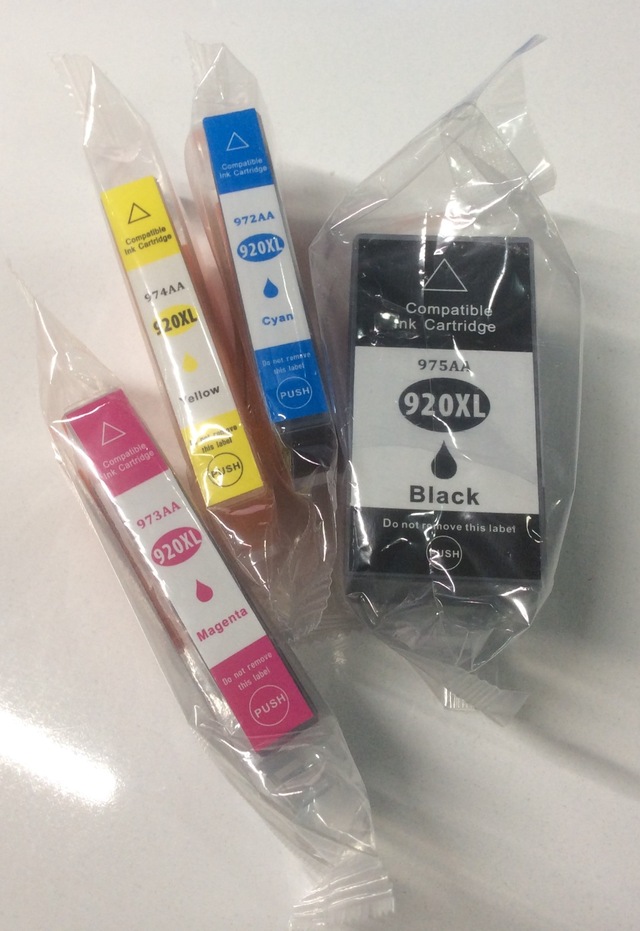 Compatible
Ink Cartridge
974AA
920XL
Yellow
Do not remove
this label
PUSH
Compatible
Ink Cartridge
972AA
920XL
Cyan
Do not remove
this label
PUSH
Compatible
Ink Cartridge
975AA
920XL
Black
Do not remove this label
PUSH
Compatible
Ink Cartridge
973AA
920XL
Magenta
Do not remove
this label
PUSH